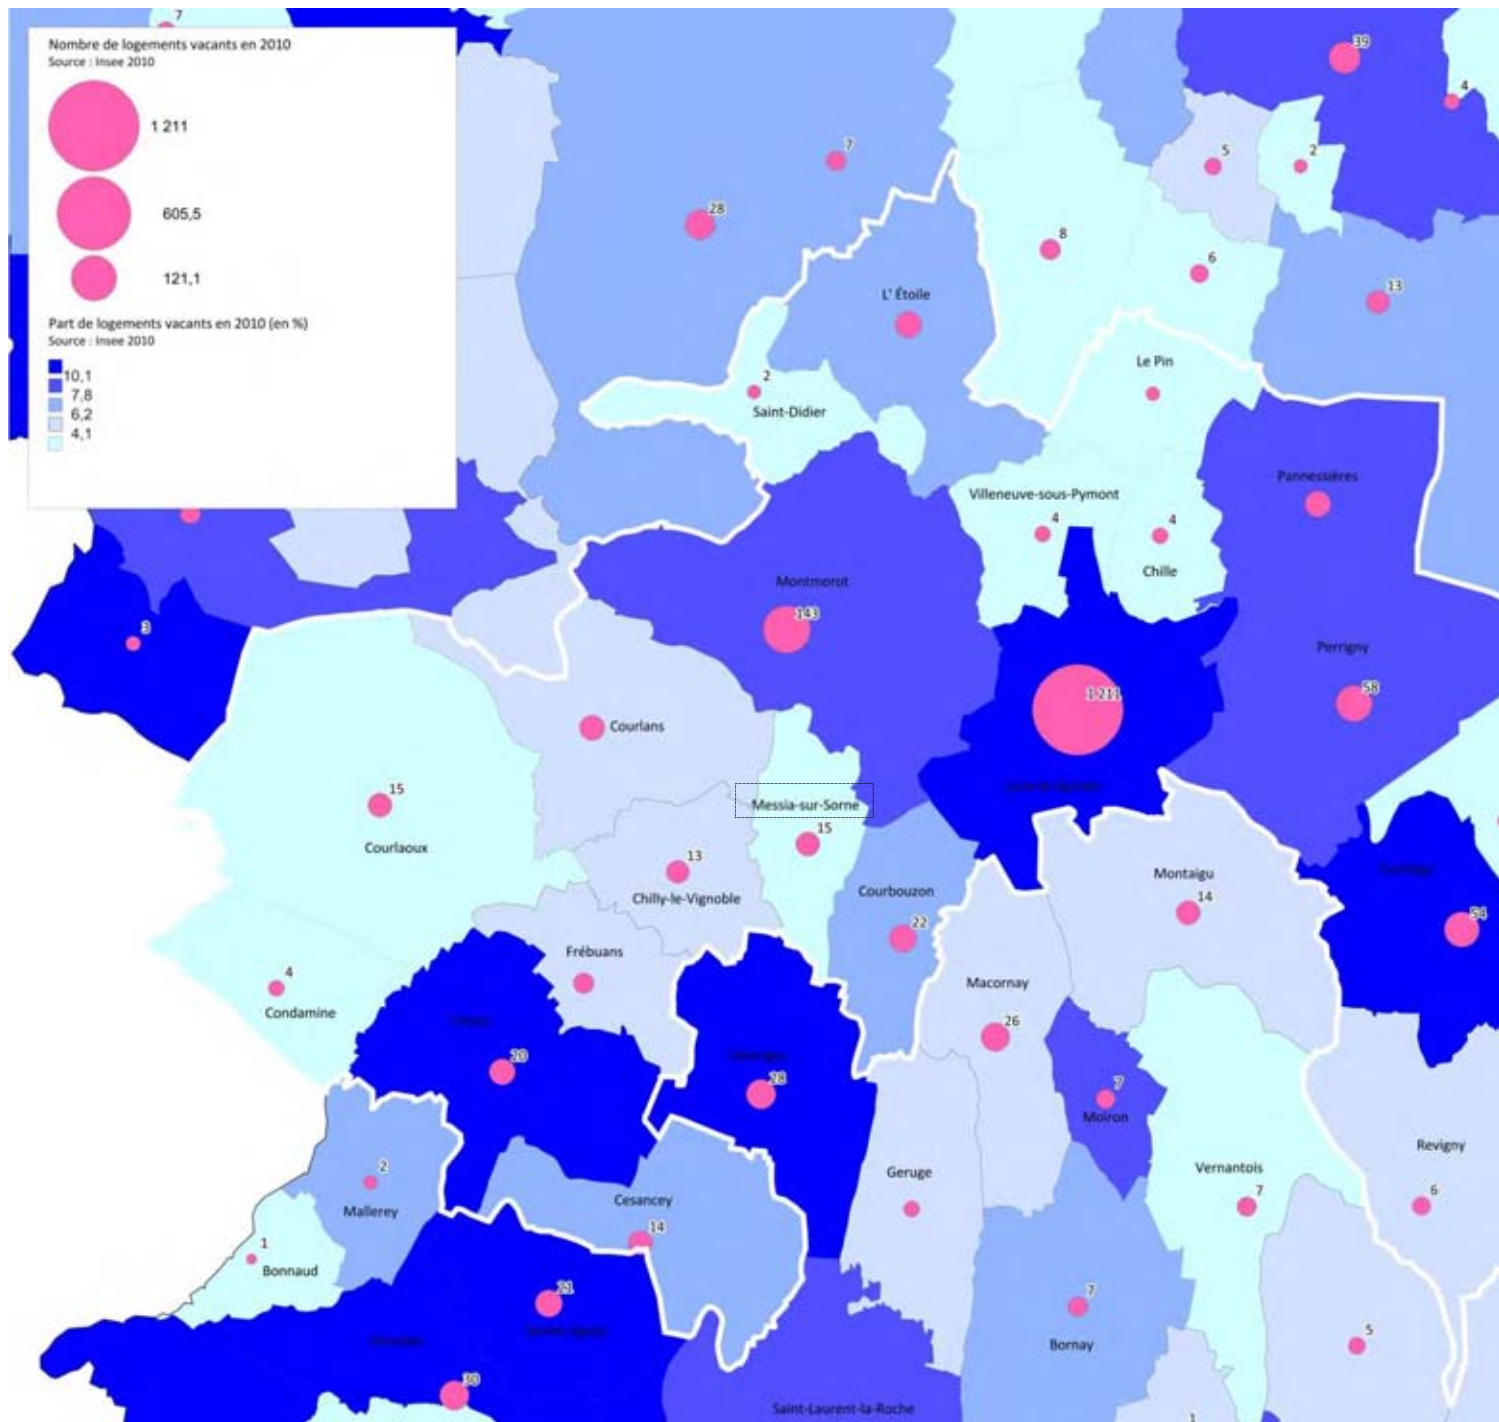 7
Nombre de logements vacants en 2010
Source : Insee 2010
1 211
605,5
121,1
Part de logements vacants en 2010 (en %)
Source : Insee 2010
10,1
7,8
6,2
4,1
39
4
7
5
2
28
8
6
13
L' Étoile
Le Pin
2
Saint-Didier
Pannessières
Villeneuve-sous-Pymont
4
4
Chille
Montmorot
143
3
Perrigny
58
1 211
Courlans
15
Courlaoux
Messia-sur-Sorne
15
13
Chilly-le-Vignoble
Courbouzon
22
Montaigu
14
54
Frébuans
4
Condamine
Macornay
26
20
28
7
Moiron
Revigny
6
2
Mallerey
Cesancey
14
Geruge
Vernantois
7
1
Bonnaud
21
7
Bornay
5
30
Saint-Laurent-la-Roche
1